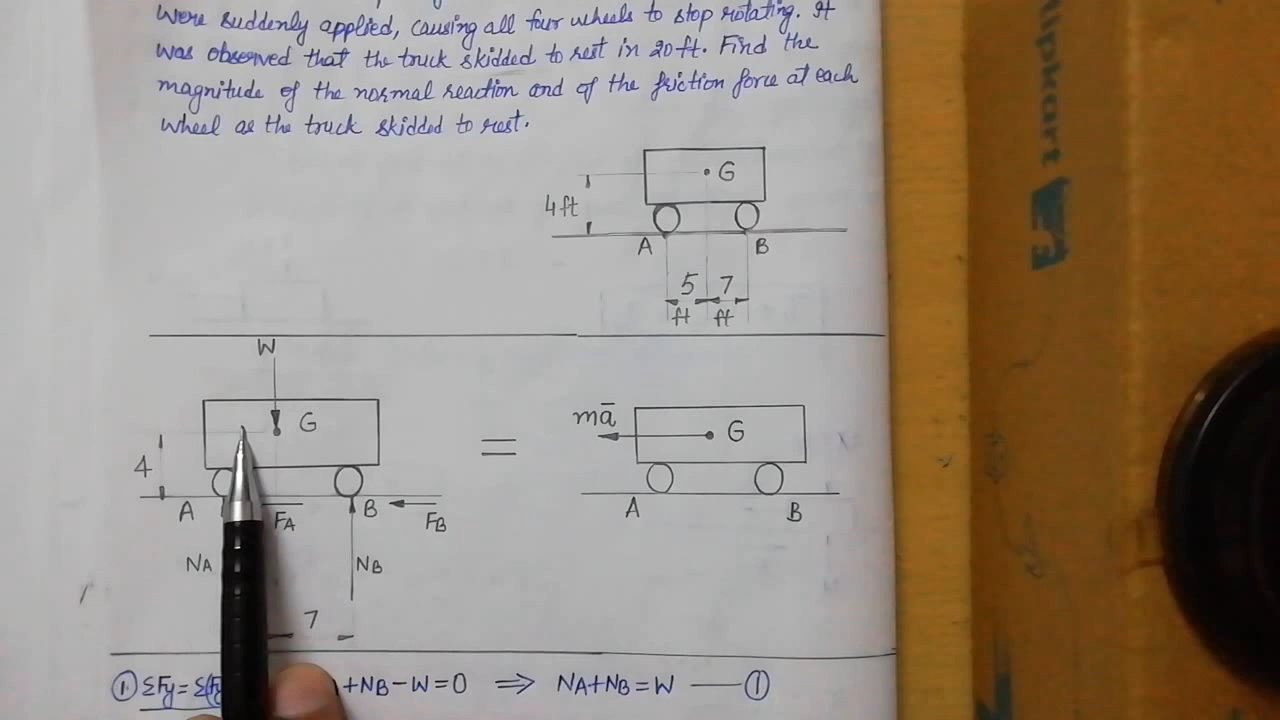 were suddenly applied, causing all four wheels to stop rotating. It
was observed that the truck skidded to rest in 20 ft. Find the
magnitude of the normal reaction and of the friction force at each
wheel as the truck skidded to rest.
G
4 ft
A B
5 7
ft ft
W
G
4
A B
FA FB
NA NB
7
=
mā
G
A B
① ΣFy = Σ(Fy +NB-W=0 ⇒ NA+NB=W —①
Flipkart